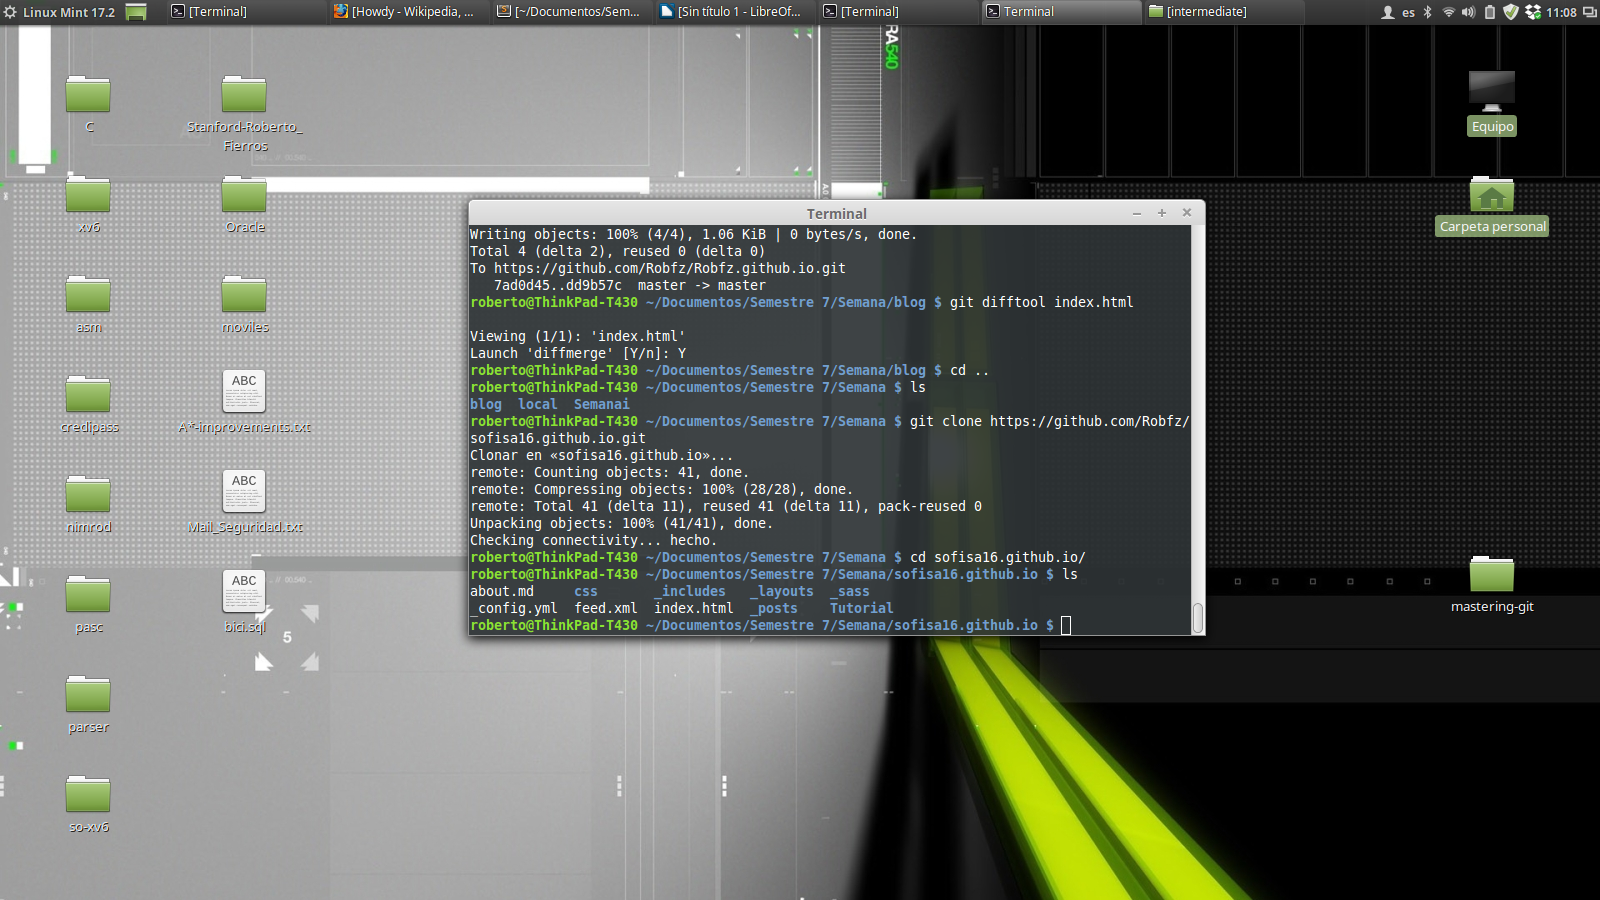 Linux Mint 17.2
[Terminal]
[Howdy - Wikipedia, ...
[~/Documentos/Sem...
[Sin título 1 - LibreOf...
[Terminal]
Terminal
[intermediate]
es
11:08
RA540
C
Stanford-Roberto_
Fierros
xv6
Oracle
asm
moviles
credipass
ABC
A*-improvements.txt
nimrod
ABC
Mail_Seguridad.txt
pasc
ABC
bici.sql
5
parser
so-xv6
Equipo
Carpeta personal
mastering-git
Terminal
Writing objects: 100% (4/4), 1.06 KiB | 0 bytes/s, done.
Total 4 (delta 2), reused 0 (delta 0)
To https://github.com/Robfz/Robfz.github.io.git
   7ad0d45..dd9b57c  master -> master
roberto@ThinkPad-T430 ~/Documentos/Semestre 7/Semana/blog $ git difftool index.html
Viewing (1/1): 'index.html'
Launch 'diffmerge' [Y/n]: Y
roberto@ThinkPad-T430 ~/Documentos/Semestre 7/Semana/blog $ cd ..
roberto@ThinkPad-T430 ~/Documentos/Semestre 7/Semana $ ls
blog  local  Semanai
roberto@ThinkPad-T430 ~/Documentos/Semestre 7/Semana $ git clone https://github.com/Robfz/
sofisa16.github.io.git
Clonar en «sofisa16.github.io»...
remote: Counting objects: 41, done.
remote: Compressing objects: 100% (28/28), done.
remote: Total 41 (delta 11), reused 41 (delta 11), pack-reused 0
Unpacking objects: 100% (41/41), done.
Checking connectivity... hecho.
roberto@ThinkPad-T430 ~/Documentos/Semestre 7/Semana $ cd sofisa16.github.io/
roberto@ThinkPad-T430 ~/Documentos/Semestre 7/Semana/sofisa16.github.io $ ls
about.md     css       _includes   _layouts  _sass
_config.yml  feed.xml  index.html  _posts    Tutorial
roberto@ThinkPad-T430 ~/Documentos/Semestre 7/Semana/sofisa16.github.io $